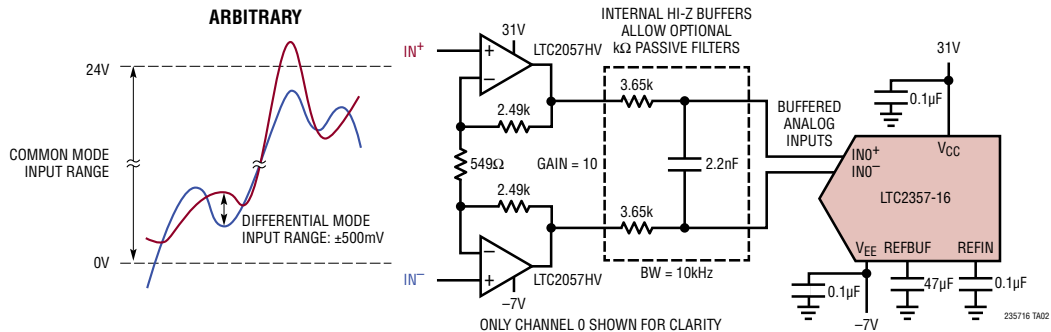 ARBITRARY
24V
COMMON MODE
INPUT RANGE
DIFFERENTIAL MODE
INPUT RANGE: ±500mV
0V
IN+
31V
LTC2057HV
+
−
2.49k
549Ω
GAIN = 10
2.49k
−
+
LTC2057HV
IN−
−7V
INTERNAL HI-Z BUFFERS
ALLOW OPTIONAL
kΩ PASSIVE FILTERS
3.65k
2.2nF
3.65k
BW = 10kHz
BUFFERED
ANALOG
INPUTS
31V
0.1µF
VCC
IN0+
IN0−
LTC2357-16
VEE
REFBUF
REFIN
0.1µF
47µF
0.1µF
−7V
ONLY CHANNEL 0 SHOWN FOR CLARITY
235716 TA02